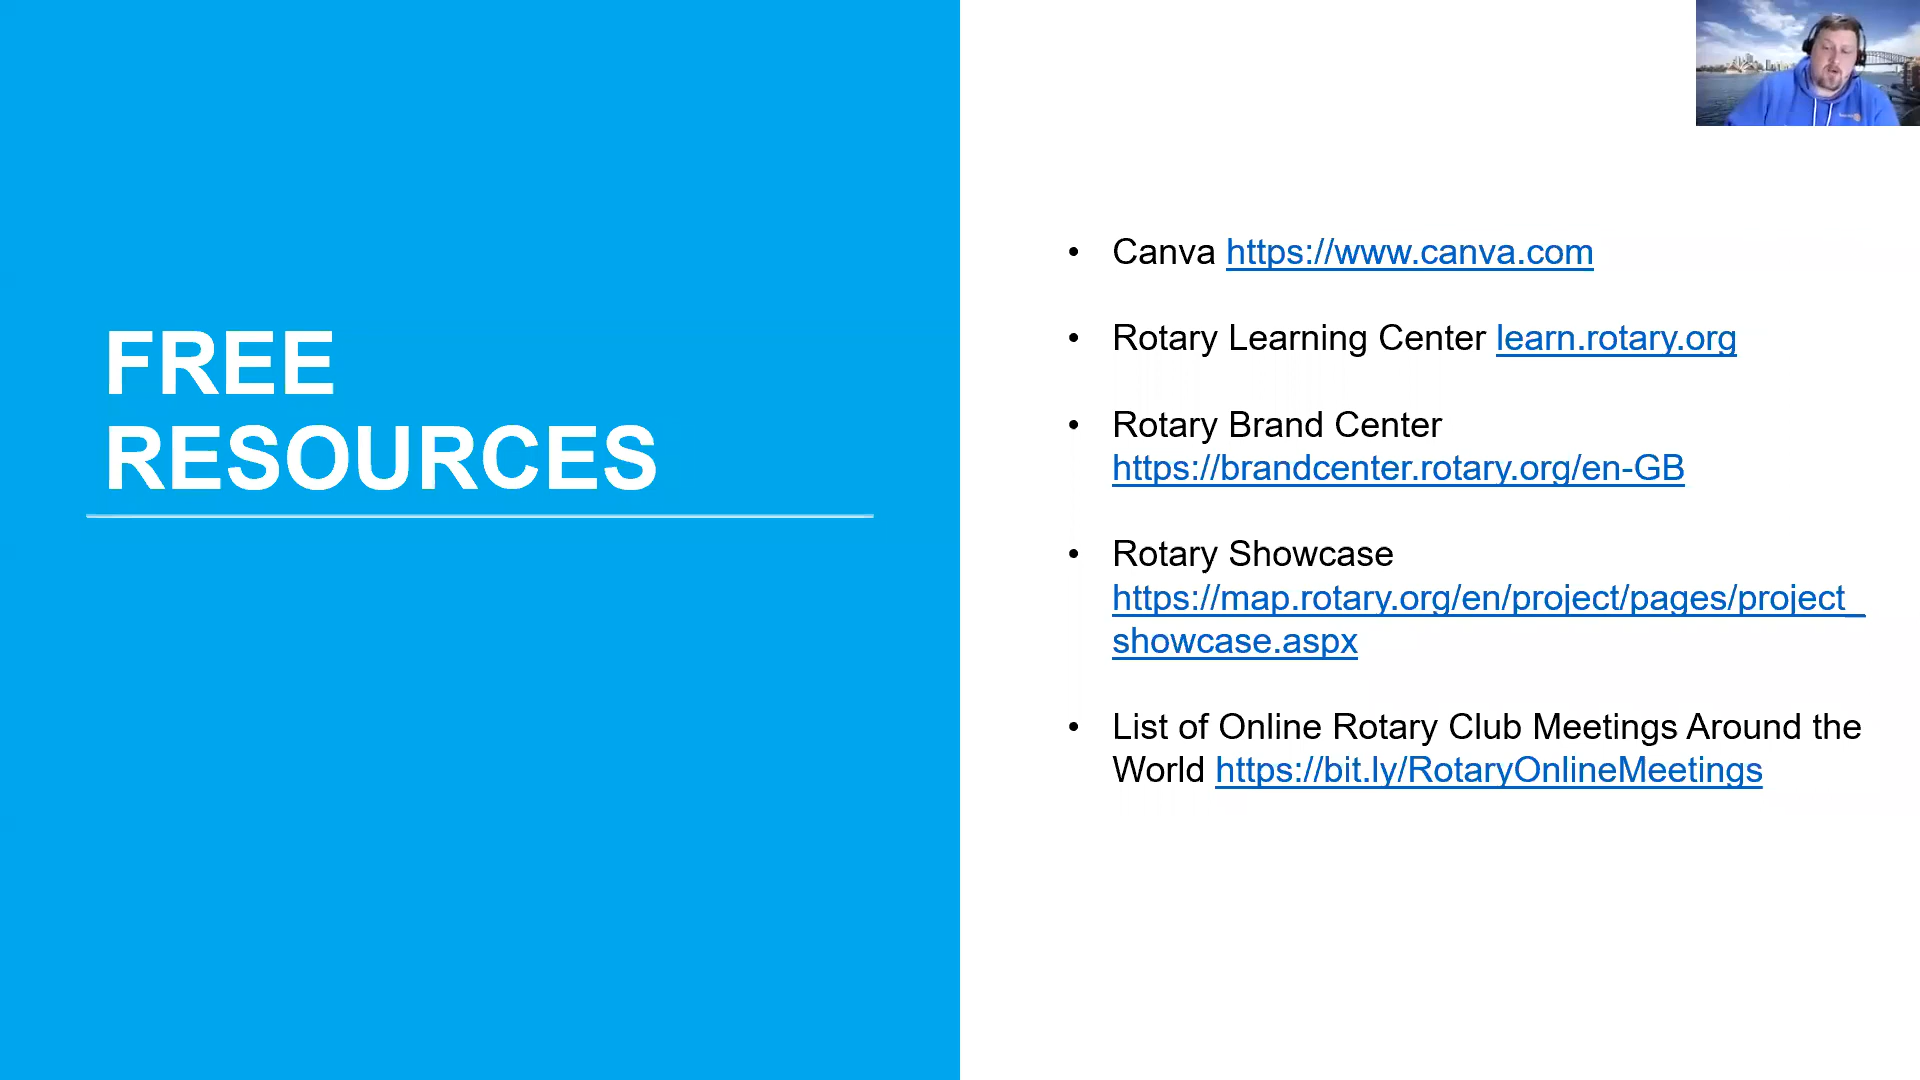 FREE
RESOURCES
• Canva https://www.canva.com
• Rotary Learning Center learn.rotary.org
• Rotary Brand Center
https://brandcenter.rotary.org/en-GB
• Rotary Showcase
https://map.rotary.org/en/project/pages/project_
showcase.aspx
• List of Online Rotary Club Meetings Around the
World https://bit.ly/RotaryOnlineMeetings